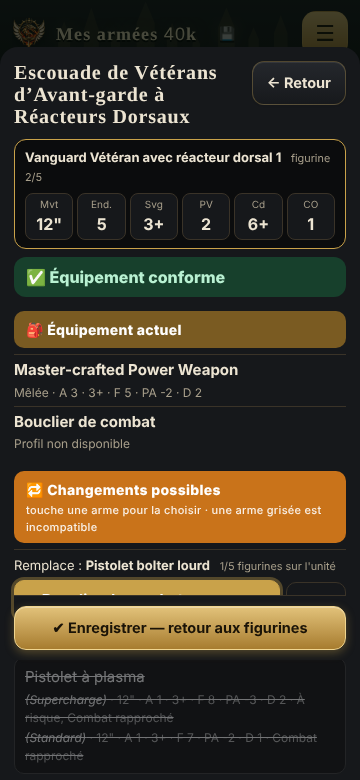 Mes armées 40k 💾 ☰
Escouade de Vétérans
d’Avant-garde à
Réacteurs Dorsaux
← Retour
Vanguard Vétéran avec réacteur dorsal 1 figurine
2/5
Mvt End. Svg PV Cd CO
12" 5 3+ 2 6+ 1
✅ Équipement conforme
🎒 Équipement actuel
Master-crafted Power Weapon
Mêlée · A 3 · 3+ · F 5 · PA -2 · D 2
Bouclier de combat
Profil non disponible
🔁 Changements possibles
touche une arme pour la choisir · une arme grisée est
incompatible
Remplace : Pistolet bolter lourd 1/5 figurines sur l'unité
✔ Enregistrer — retour aux figurines
Pistolet à plasma
(Supercharge) · 12" · A 1 · 3+ · F 8 · PA -3 · D 2 · À
risque, Combat rapproché
(Standard) · 12" · A 1 · 3+ · F 7 · PA -2 · D 1 · Combat
rapproché